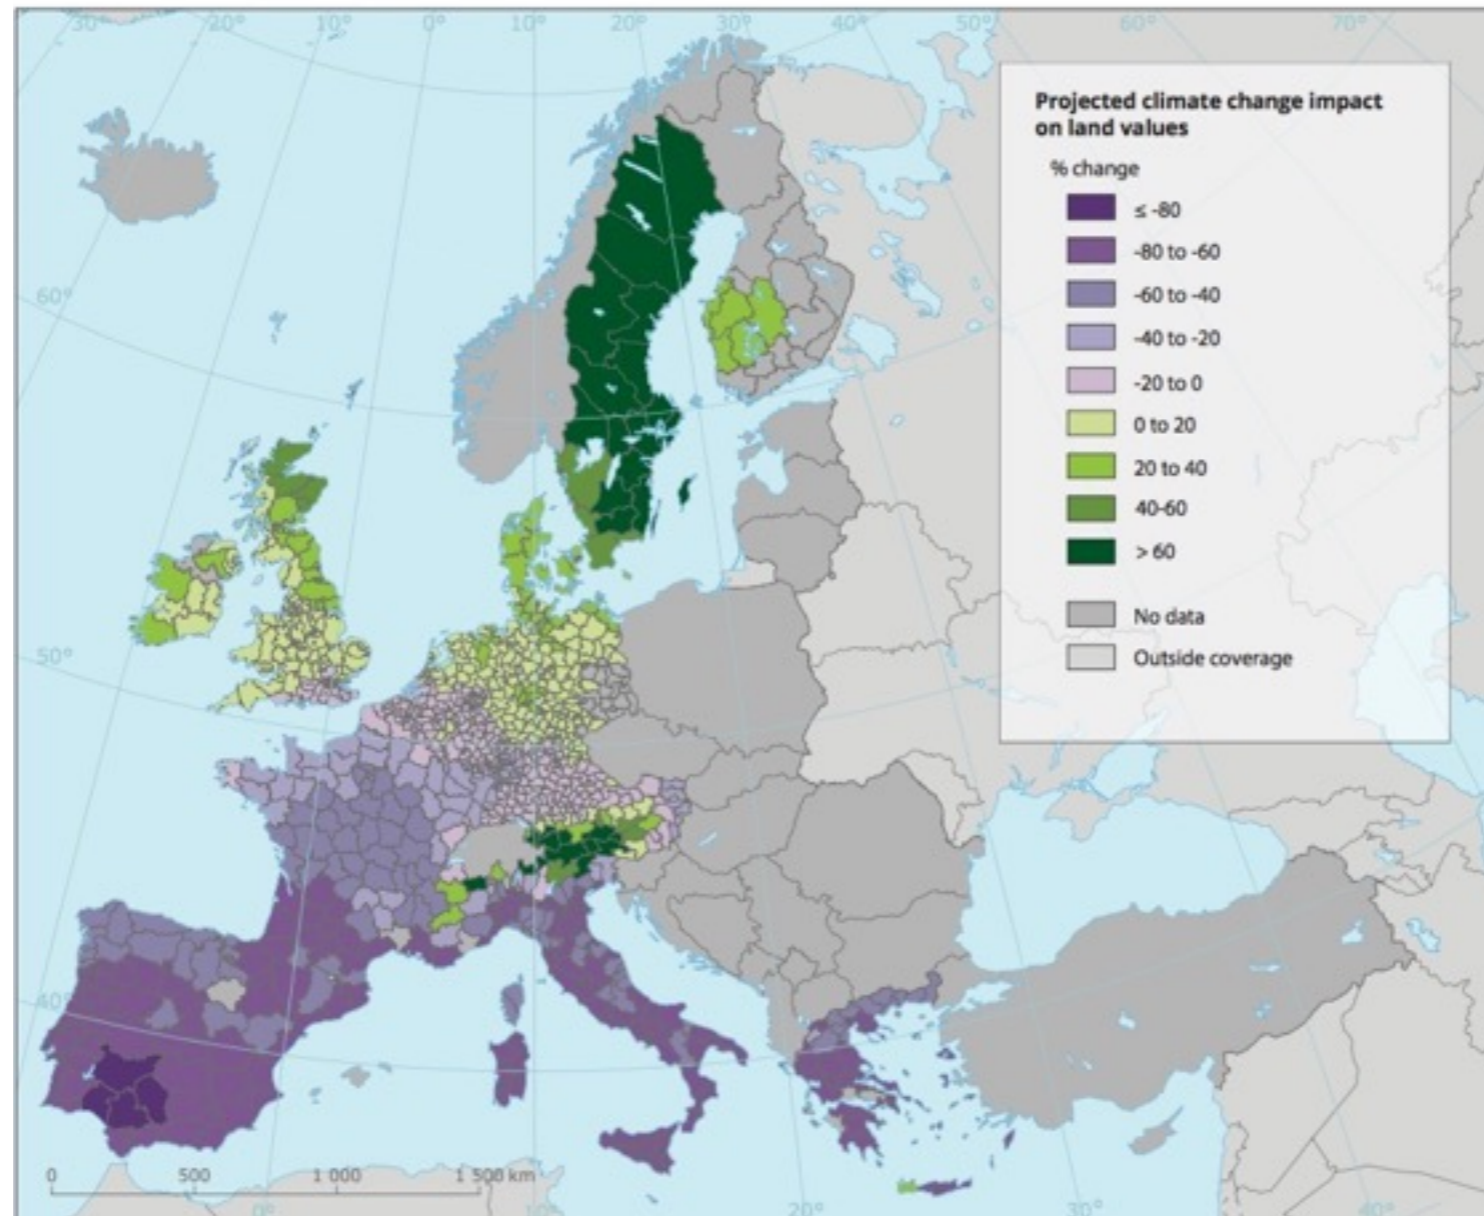 30° 20° 10° 0° 10° 20° 30° 40° 50° 60° 70°
Projected climate change impact
on land values
% change
≤ -80
-80 to -60
-60 to -40
-40 to -20
-20 to 0
0 to 20
20 to 40
40-60
> 60
No data
Outside coverage
60°
50°
40°
0 500 1 000 1 500 km
0° 10° 20° 30° 40°